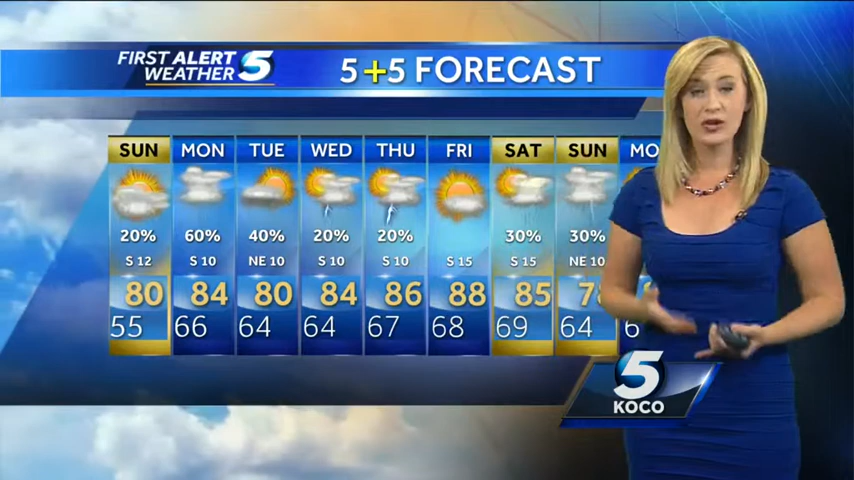 FIRST ALERT
WEATHER 5
5+5 FORECAST
SUN MON TUE WED THU FRI SAT SUN MO
20% 60% 40% 20% 20% 30% 30%
S 12 S 10 NE 10 S 10 S 10 S 15 S 15 NE 10
80 84 80 84 86 88 85
55 66 64 64 67 68 69 64 6
5
KOCO